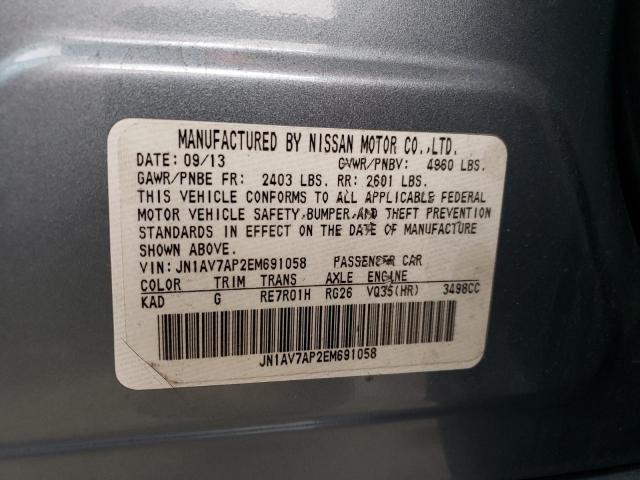 MANUFACTURED BY NISSAN MOTOR CO.,LTD.
DATE: 09/13 GVWR/PNBV: 4960 LBS.
GAWR/PNBE FR: 2403 LBS. RR: 2601 LBS.
THIS VEHICLE CONFORMS TO ALL APPLICABLE FEDERAL
MOTOR VEHICLE SAFETY,BUMPER,AND THEFT PREVENTION
STANDARDS IN EFFECT ON THE DATE OF MANUFACTURE
SHOWN ABOVE.
VIN: JN1AV7AP2EM691058 PASSENGER CAR
COLOR TRIM TRANS AXLE ENGINE
KAD G RE7R01H RG26 VQ35(HR) 3498CC
JN1AV7AP2EM691058